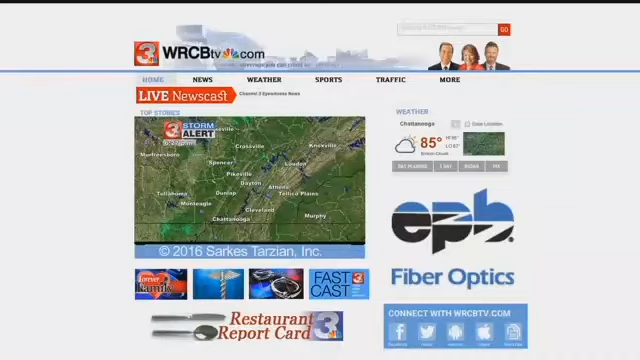 3 WRCBtv.com
GO
HOME NEWS WEATHER SPORTS TRAFFIC MORE
LIVE Newscast Channel 3 Eyewitness News
TOP STORIES
3 STORM
ALERT
Crossville
Knoxville
Murfreesboro
Spencer
Loudon
Pikeville
Dayton
Athens
Tullahoma
Dunlap
Tellico Plains
Monteagle
Cleveland
Chattanooga
Murphy
© 2016 Sarkes Tarzian, Inc.
WEATHER
Chattanooga
85°
epb
Fiber Optics
Forever
Family
FAST
CAST 3
Restaurant
Report Card 3
CONNECT WITH WRCBTV.COM